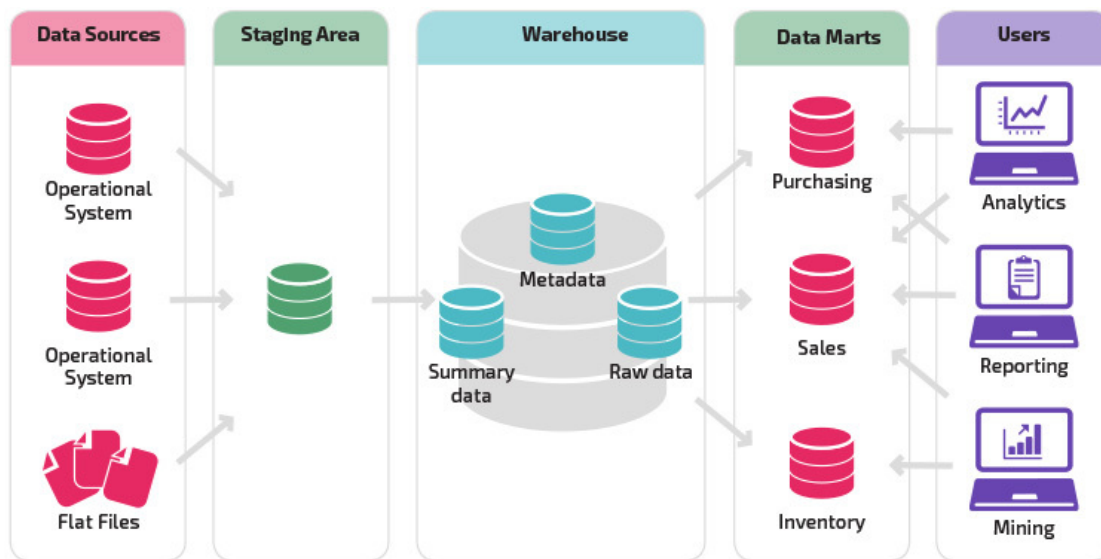 Data Sources
Staging Area
Warehouse
Data Marts
Users
Operational
System
Operational
System
Flat Files
Metadata
Summary
data
Raw data
Purchasing
Sales
Inventory
Analytics
Reporting
Mining